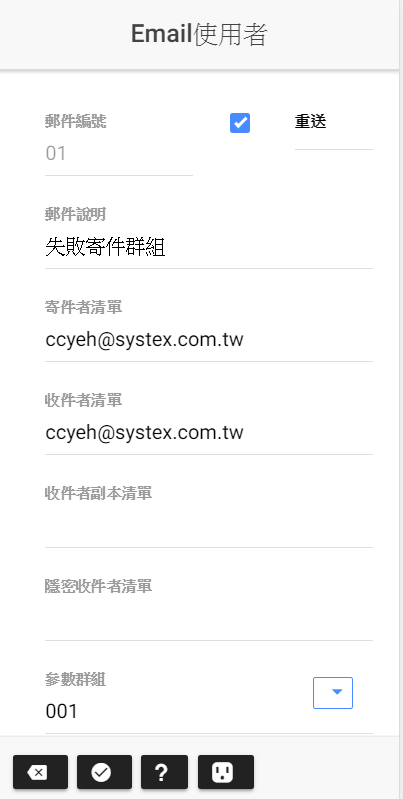 Email使用者
郵件編號
重送
01
郵件說明
失敗寄件群組
寄件者清單
ccyeh@systex.com.tw
收件者清單
ccyeh@systex.com.tw
收件者副本清單
隱密收件者清單
參數群組
001
?